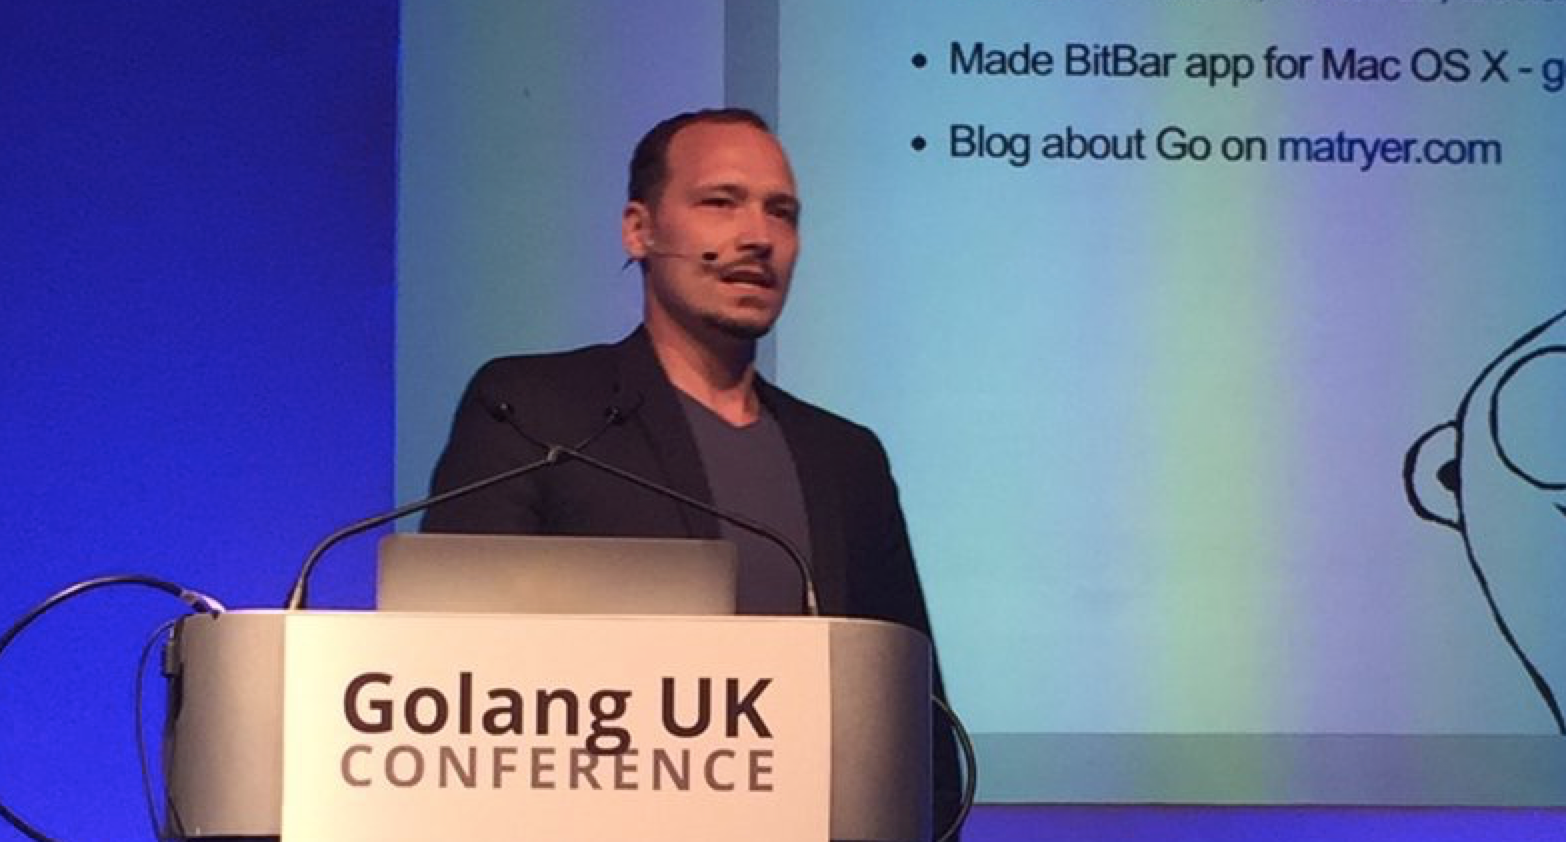 • Made BitBar app for Mac OS X - g
• Blog about Go on matryer.com
Golang UK
CONFERENCE